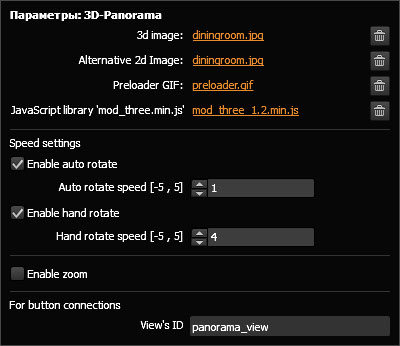 Параметры: 3D-Panorama
3d image: diningroom.jpg
Alternative 2d Image: diningroom.jpg
Preloader GIF: preloader.gif
JavaScript library 'mod_three.min.js' mod_three_1.2.min.js
Speed settings
Enable auto rotate
Auto rotate speed [-5 , 5] 1
Enable hand rotate
Hand rotate speed [-5 , 5] 4
Enable zoom
For button connections
View's ID panorama_view